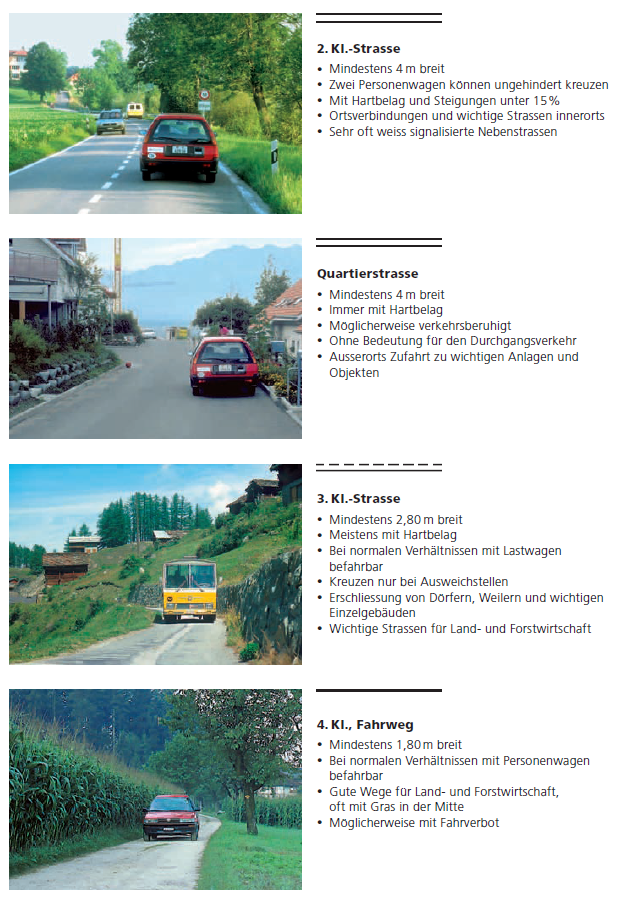 2. Kl.-Strasse
• Mindestens 4 m breit
• Zwei Personenwagen können ungehindert kreuzen
• Mit Hartbelag und Steigungen unter 15 %
• Ortsverbindungen und wichtige Strassen innerorts
• Sehr oft weiss signalisierte Nebenstrassen
Quartierstrasse
• Mindestens 4 m breit
• Immer mit Hartbelag
• Möglicherweise verkehrsberuhigt
• Ohne Bedeutung für den Durchgangsverkehr
• Ausserorts Zufahrt zu wichtigen Anlagen und
Objekten
3. Kl.-Strasse
• Mindestens 2,80 m breit
• Meistens mit Hartbelag
• Bei normalen Verhältnissen mit Lastwagen
befahrbar
• Kreuzen nur bei Ausweichstellen
• Erschliessung von Dörfern, Weilern und wichtigen
Einzelgebäuden
• Wichtige Strassen für Land- und Forstwirtschaft
4. Kl., Fahrweg
• Mindestens 1,80 m breit
• Bei normalen Verhältnissen mit Personenwagen
befahrbar
• Gute Wege für Land- und Forstwirtschaft,
oft mit Gras in der Mitte
• Möglicherweise mit Fahrverbot